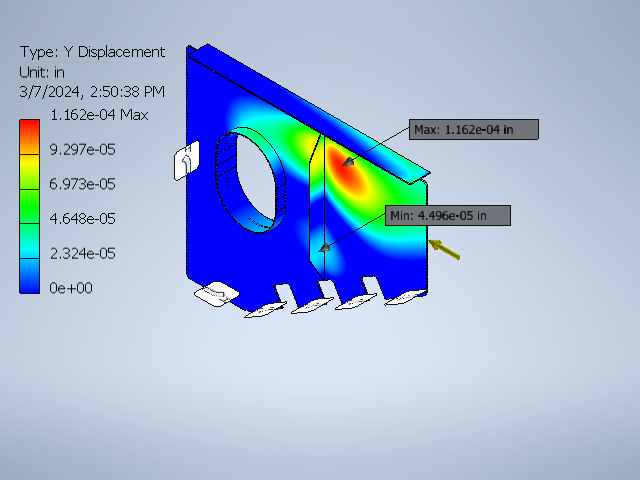 Type: Y Displacement
Unit: in
3/7/2024, 2:50:38 PM
1.162e-04 Max
9.297e-05
6.973e-05
4.648e-05
2.324e-05
0e+00
Max: 1.162e-04 in
Min: 4.496e-05 in